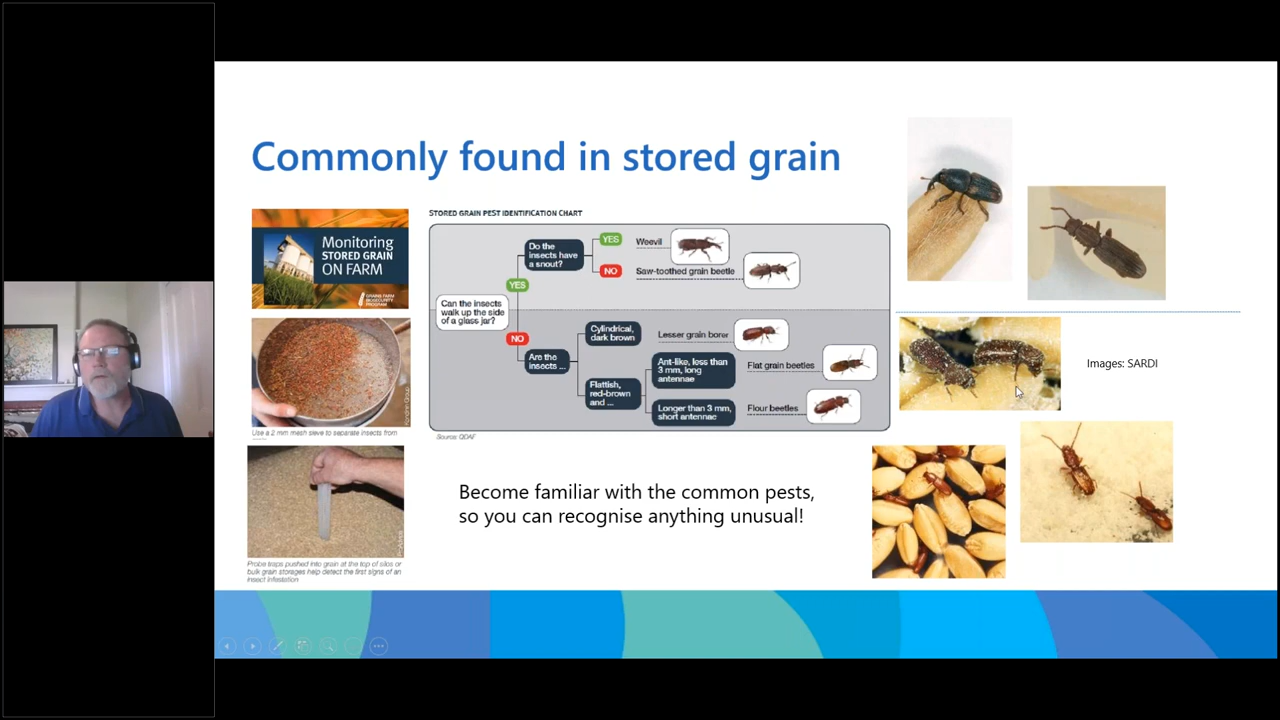 Commonly found in stored grain
Monitoring
STORED GRAIN
ON FARM
GRAINS FARM
BIOSECURITY
PROGRAM
Use a 2 mm mesh sieve to separate insects from
Probe traps pushed into grain at the top of silos or
bulk grain storages help detect the first signs of an
insect infestation
STORED GRAIN PEST IDENTIFICATION CHART
Can the insects
walk up the side
of a glass jar?
YES
Do the
insects have
a snout?
YES
Weevil
NO
Saw-toothed grain beetle
NO
Are the
insects ...
Cylindrical,
dark brown
Lesser grain borer
Flattish,
red-brown
and ...
Ant-like, less than
3 mm, long
antennae
Flat grain beetles
Longer than 3 mm,
short antennae
Flour beetles
Source: QDAF
Become familiar with the common pests,
so you can recognise anything unusual!
Images: SARDI